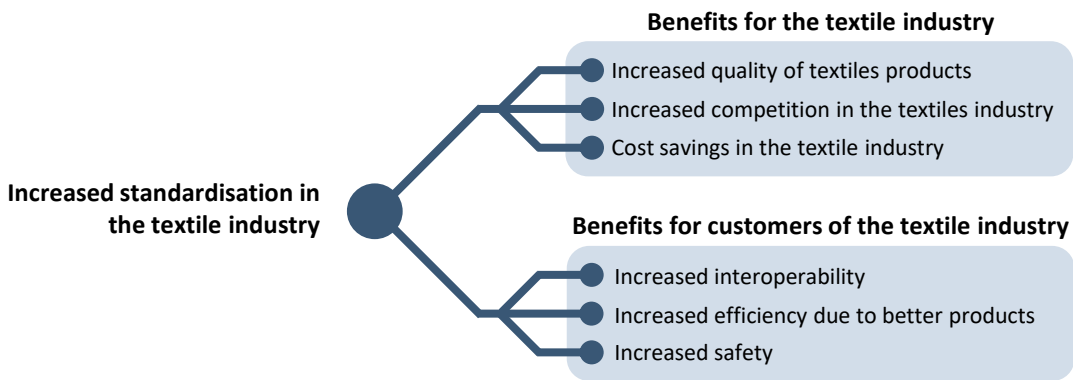 Benefits for the textile industry
Increased quality of textiles products
Increased competition in the textiles industry
Cost savings in the textile industry
Increased standardisation in
the textile industry
Benefits for customers of the textile industry
Increased interoperability
Increased efficiency due to better products
Increased safety